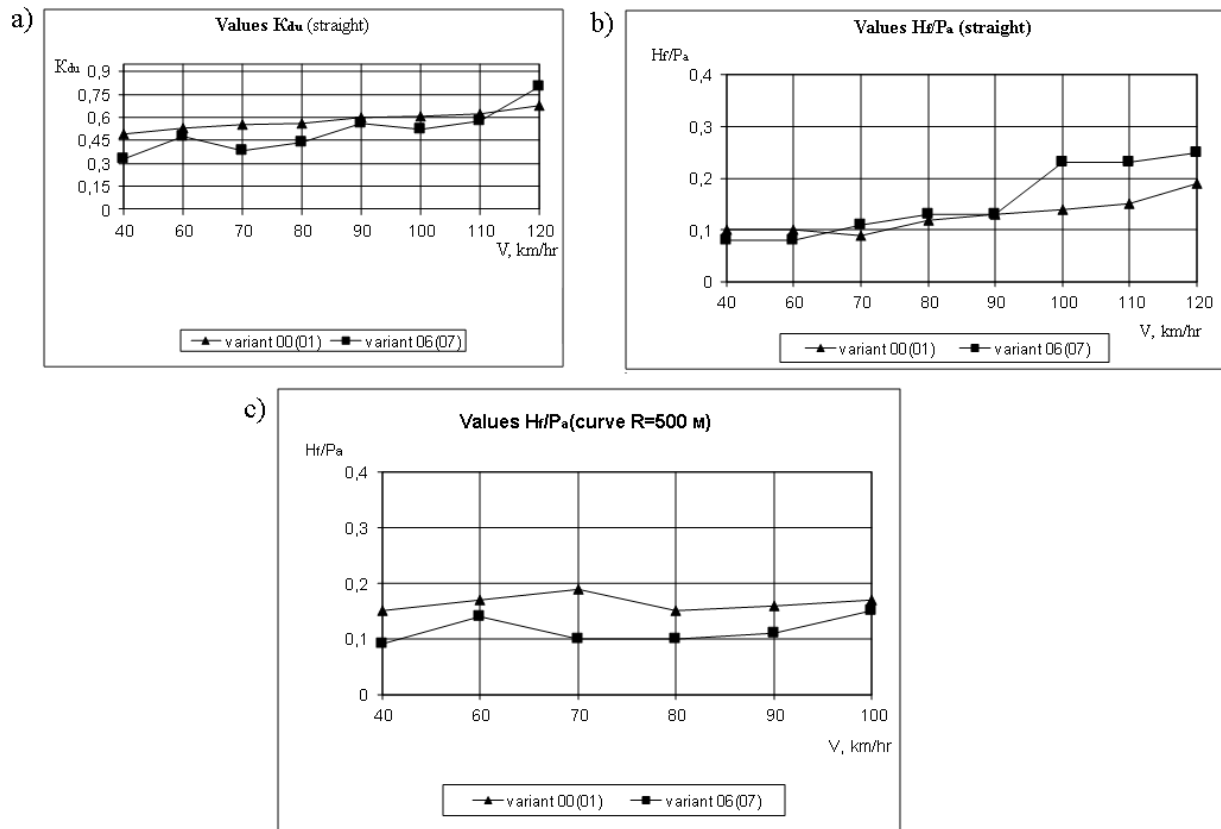 a)
Values Kdu (straight)
Kdu
0,9
0,75
0,6
0,45
0,3
0,15
0
40 60 70 80 90 100 110 120
V, km/hr
variant 00(01) variant 06(07)
b)
Values Hf/Pa (straight)
Hf/Pa
0,4
0,3
0,2
0,1
0
40 60 70 80 90 100 110 120
V, km/hr
variant 00(01) variant 06(07)
c)
Values Hf/Pa(curve R=500 м)
Hf/Pa
0,4
0,3
0,2
0,1
0
40 60 70 80 90 100
V, km/hr
variant 00(01) variant 06(07)